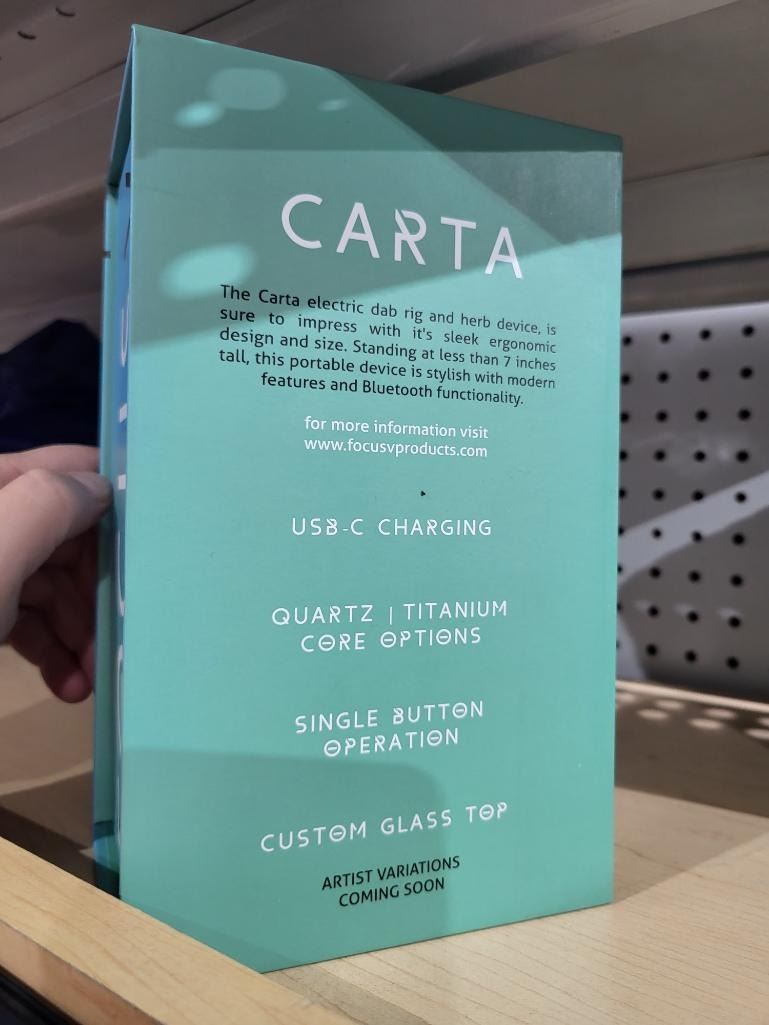 CARTA
The Carta electric dab rig and herb device, is
sure to impress with it's sleek ergonomic
design and size. Standing at less than 7 inches
tall, this portable device is stylish with modern
features and Bluetooth functionality.
for more information visit
www.focusvproducts.com
USB-C CHARGING
QUARTZ | TITANIUM
CORE OPTIONS
SINGLE BUTTON
OPERATION
CUSTOM GLASS TOP
ARTIST VARIATIONS
COMING SOON